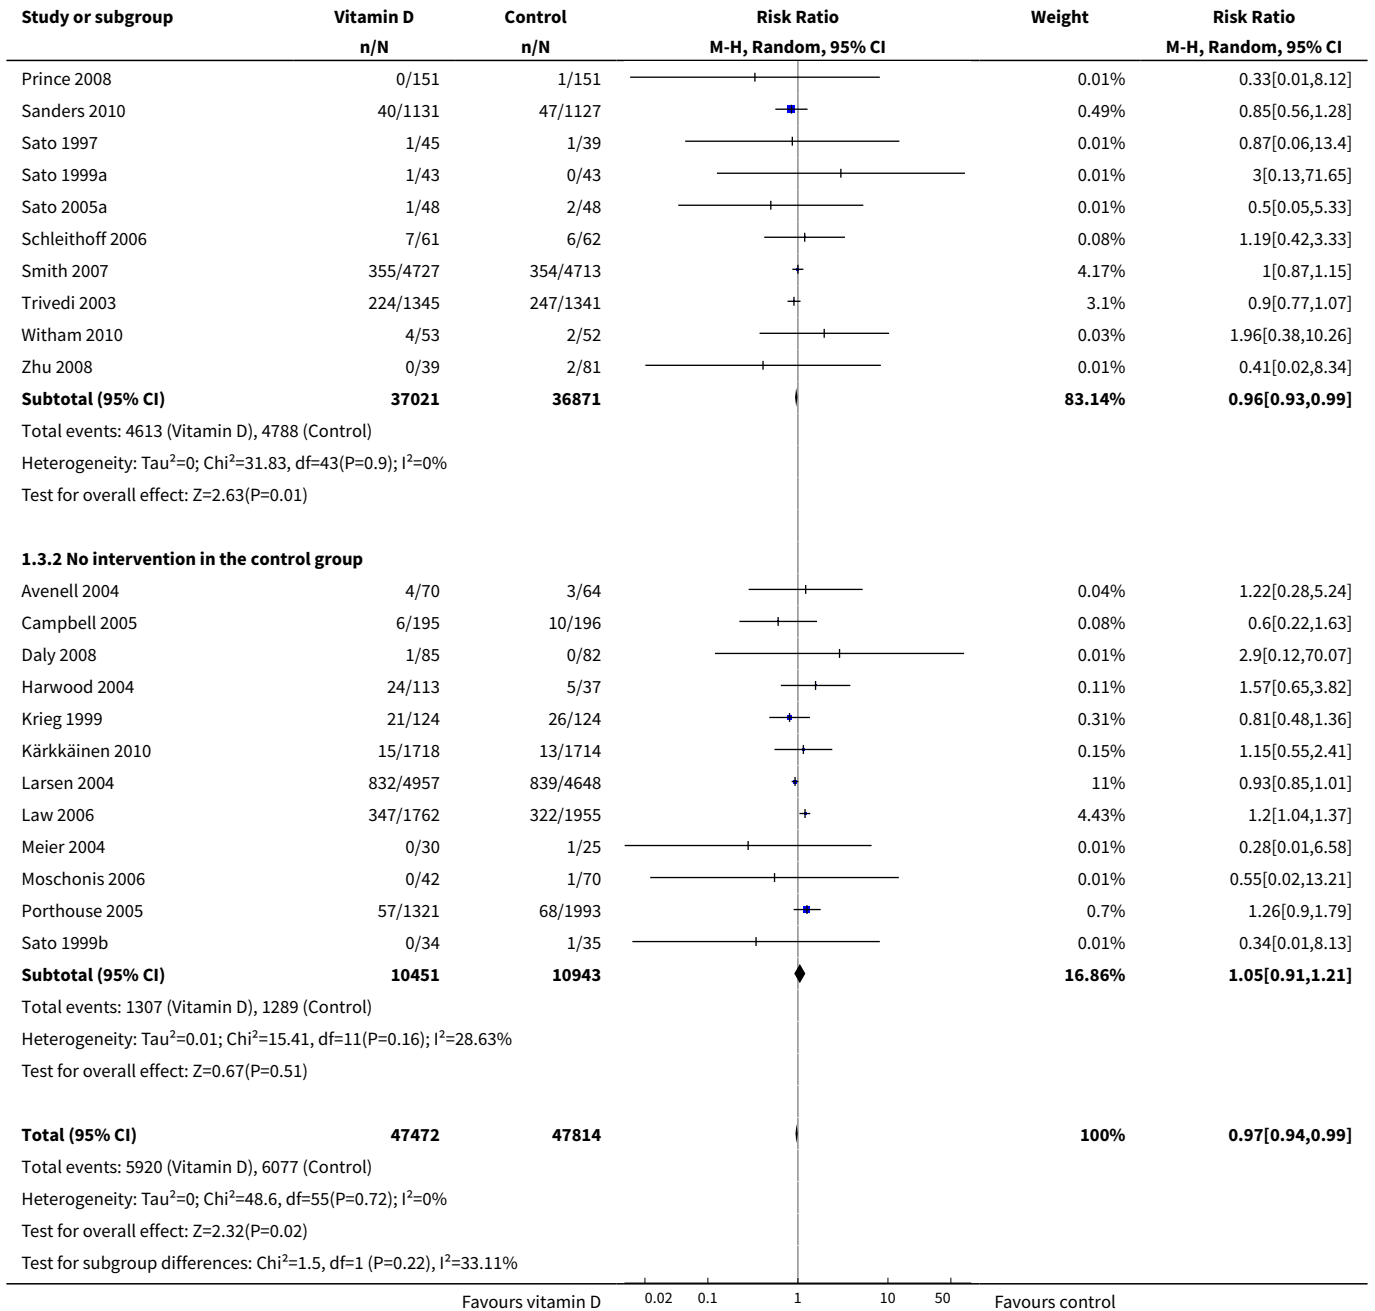 Study or subgroup Vitamin D Control Risk Ratio Weight Risk Ratio
n/N n/N M-H, Random, 95% CI M-H, Random, 95% CI
Prince 2008 0/151 1/151 0.01% 0.33[0.01,8.12]
Sanders 2010 40/1131 47/1127 0.49% 0.85[0.56,1.28]
Sato 1997 1/45 1/39 0.01% 0.87[0.06,13.4]
Sato 1999a 1/43 0/43 0.01% 3[0.13,71.65]
Sato 2005a 1/48 2/48 0.01% 0.5[0.05,5.33]
Schleithoff 2006 7/61 6/62 0.08% 1.19[0.42,3.33]
Smith 2007 355/4727 354/4713 4.17% 1[0.87,1.15]
Trivedi 2003 224/1345 247/1341 3.1% 0.9[0.77,1.07]
Witham 2010 4/53 2/52 0.03% 1.96[0.38,10.26]
Zhu 2008 0/39 2/81 0.01% 0.41[0.02,8.34]
Subtotal (95% CI) 37021 36871 83.14% 0.96[0.93,0.99]
Total events: 4613 (Vitamin D), 4788 (Control)
Heterogeneity: Tau²=0; Chi²=31.83, df=43(P=0.9); I²=0%
Test for overall effect: Z=2.63(P=0.01)
1.3.2 No intervention in the control group
Avenell 2004 4/70 3/64 0.04% 1.22[0.28,5.24]
Campbell 2005 6/195 10/196 0.08% 0.6[0.22,1.63]
Daly 2008 1/85 0/82 0.01% 2.9[0.12,70.07]
Harwood 2004 24/113 5/37 0.11% 1.57[0.65,3.82]
Krieg 1999 21/124 26/124 0.31% 0.81[0.48,1.36]
Kärkkäinen 2010 15/1718 13/1714 0.15% 1.15[0.55,2.41]
Larsen 2004 832/4957 839/4648 11% 0.93[0.85,1.01]
Law 2006 347/1762 322/1955 4.43% 1.2[1.04,1.37]
Meier 2004 0/30 1/25 0.01% 0.28[0.01,6.58]
Moschonis 2006 0/42 1/70 0.01% 0.55[0.02,13.21]
Porthouse 2005 57/1321 68/1993 0.7% 1.26[0.9,1.79]
Sato 1999b 0/34 1/35 0.01% 0.34[0.01,8.13]
Subtotal (95% CI) 10451 10943 16.86% 1.05[0.91,1.21]
Total events: 1307 (Vitamin D), 1289 (Control)
Heterogeneity: Tau²=0.01; Chi²=15.41, df=11(P=0.16); I²=28.63%
Test for overall effect: Z=0.67(P=0.51)
Total (95% CI) 47472 47814 100% 0.97[0.94,0.99]
Total events: 5920 (Vitamin D), 6077 (Control)
Heterogeneity: Tau²=0; Chi²=48.6, df=55(P=0.72); I²=0%
Test for overall effect: Z=2.32(P=0.02)
Test for subgroup differences: Chi²=1.5, df=1 (P=0.22), I²=33.11%
Favours vitamin D 0.02 0.1 1 10 50 Favours control